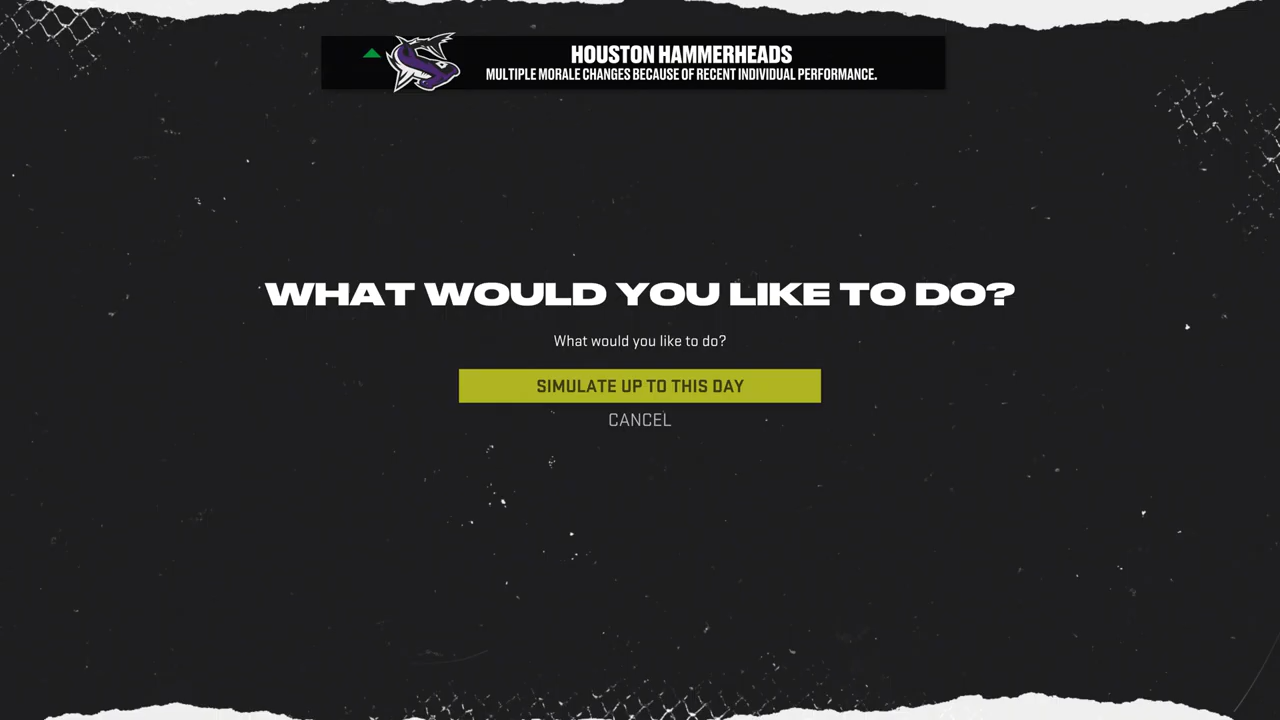 HOUSTON HAMMERHEADS
MULTIPLE MORALE CHANGES BECAUSE OF RECENT INDIVIDUAL PERFORMANCE.
WHAT WOULD YOU LIKE TO DO?
What would you like to do?
SIMULATE UP TO THIS DAY
CANCEL